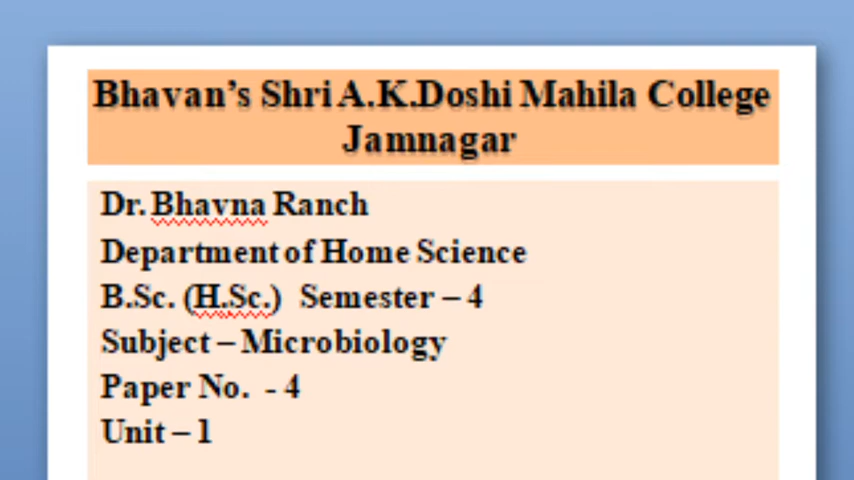 Bhavan's Shri A.K.Doshi Mahila College
Jamnagar
Dr. Bhavna Ranch
Department of Home Science
B.Sc. (H.Sc.) Semester – 4
Subject – Microbiology
Paper No. - 4
Unit – 1